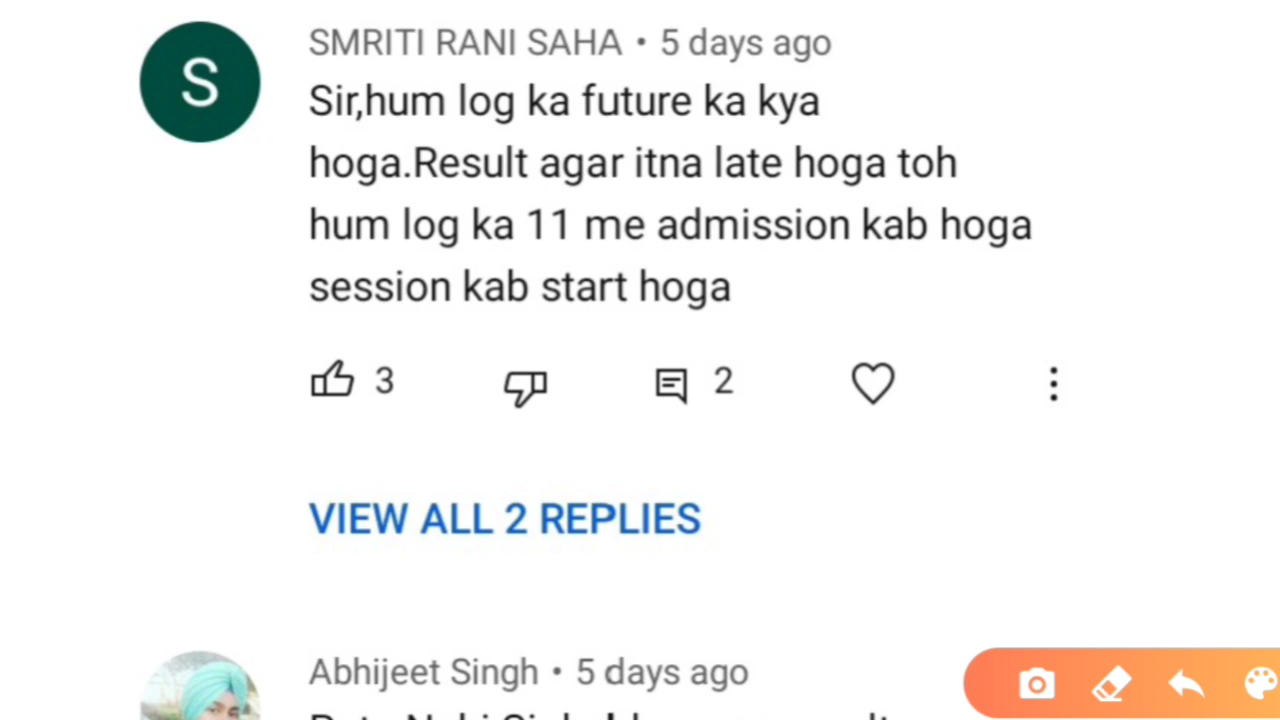 S
SMRITI RANI SAHA • 5 days ago
Sir,hum log ka future ka kya
hoga.Result agar itna late hoga toh
hum log ka 11 me admission kab hoga
session kab start hoga
3
2
VIEW ALL 2 REPLIES
Abhijeet Singh • 5 days ago